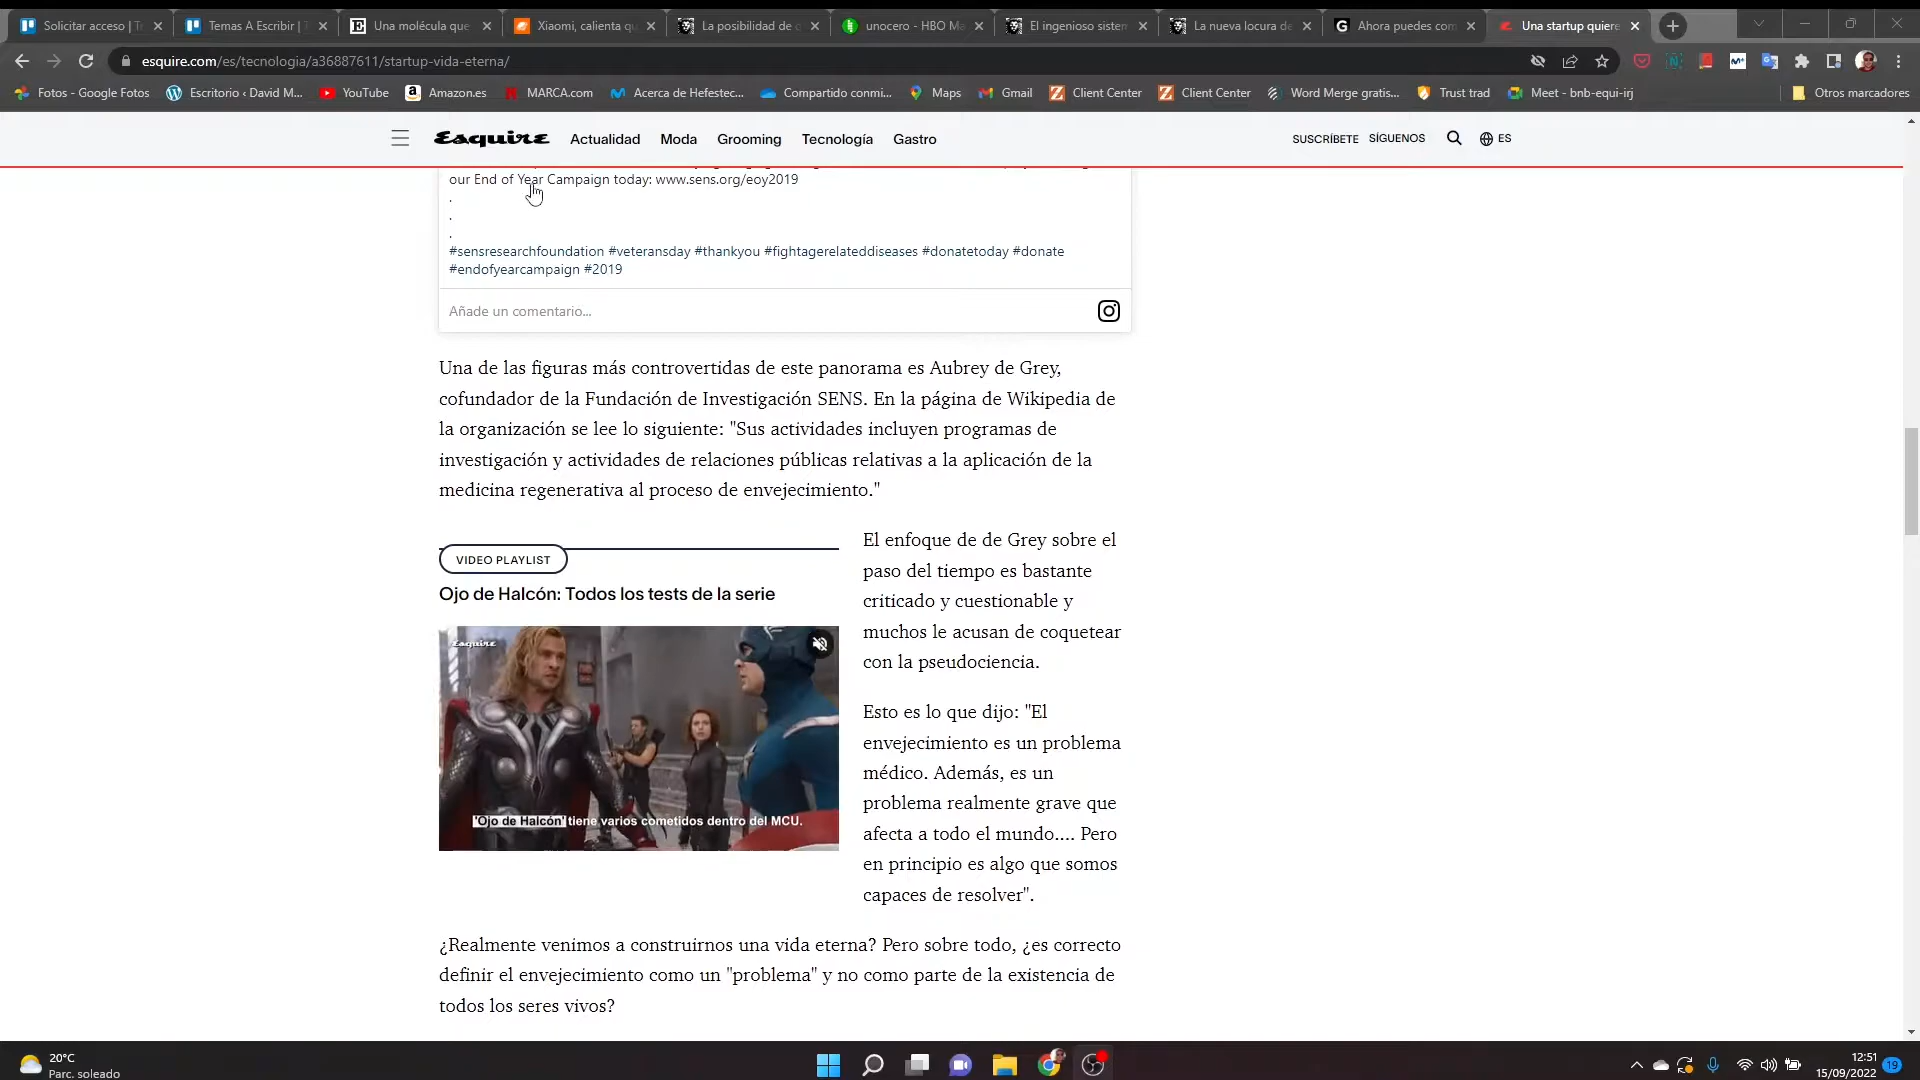 Solicitar acceso | Tr
Temas A Escribir | T
Una molécula que
Xiaomi, calienta qu
La posibilidad de q
unocero - HBO Ma
El ingenioso sistem
La nueva locura de
Ahora puedes com
Una startup quiere
esquire.com/es/tecnologia/a36887611/startup-vida-eterna/
Fotos - Google Fotos
Escritorio ‹ David M...
YouTube
Amazon.es
MARCA.com
Acerca de Hefestec...
Compartido conmi...
Maps
Gmail
Client Center
Client Center
Word Merge gratis...
Trust trad
Meet - bnb-equi-irj
Otros marcadores
Esquire
Actualidad
Moda
Grooming
Tecnología
Gastro
SUSCRÍBETE
SÍGUENOS
ES
our End of Year Campaign today: www.sens.org/eoy2019
.
.
.
#sensresearchfoundation #veteransday #thankyou #fightagerelateddiseases #donatetoday #donate
#endofyearcampaign #2019
Añade un comentario...
Una de las figuras más controvertidas de este panorama es Aubrey de Grey,
cofundador de la Fundación de Investigación SENS. En la página de Wikipedia de
la organización se lee lo siguiente: "Sus actividades incluyen programas de
investigación y actividades de relaciones públicas relativas a la aplicación de la
medicina regenerativa al proceso de envejecimiento."
VIDEO PLAYLIST
Ojo de Halcón: Todos los tests de la serie
Esquire
'Ojo de Halcón' tiene varios cometidos dentro del MCU.
El enfoque de de Grey sobre el
paso del tiempo es bastante
criticado y cuestionable y
muchos le acusan de coquetear
con la pseudociencia.
Esto es lo que dijo: "El
envejecimiento es un problema
médico. Además, es un
problema realmente grave que
afecta a todo el mundo.... Pero
en principio es algo que somos
capaces de resolver".
¿Realmente venimos a construirnos una vida eterna? Pero sobre todo, ¿es correcto
definir el envejecimiento como un "problema" y no como parte de la existencia de
todos los seres vivos?
20°C
Parc. soleado
12:51
15/09/2022
19